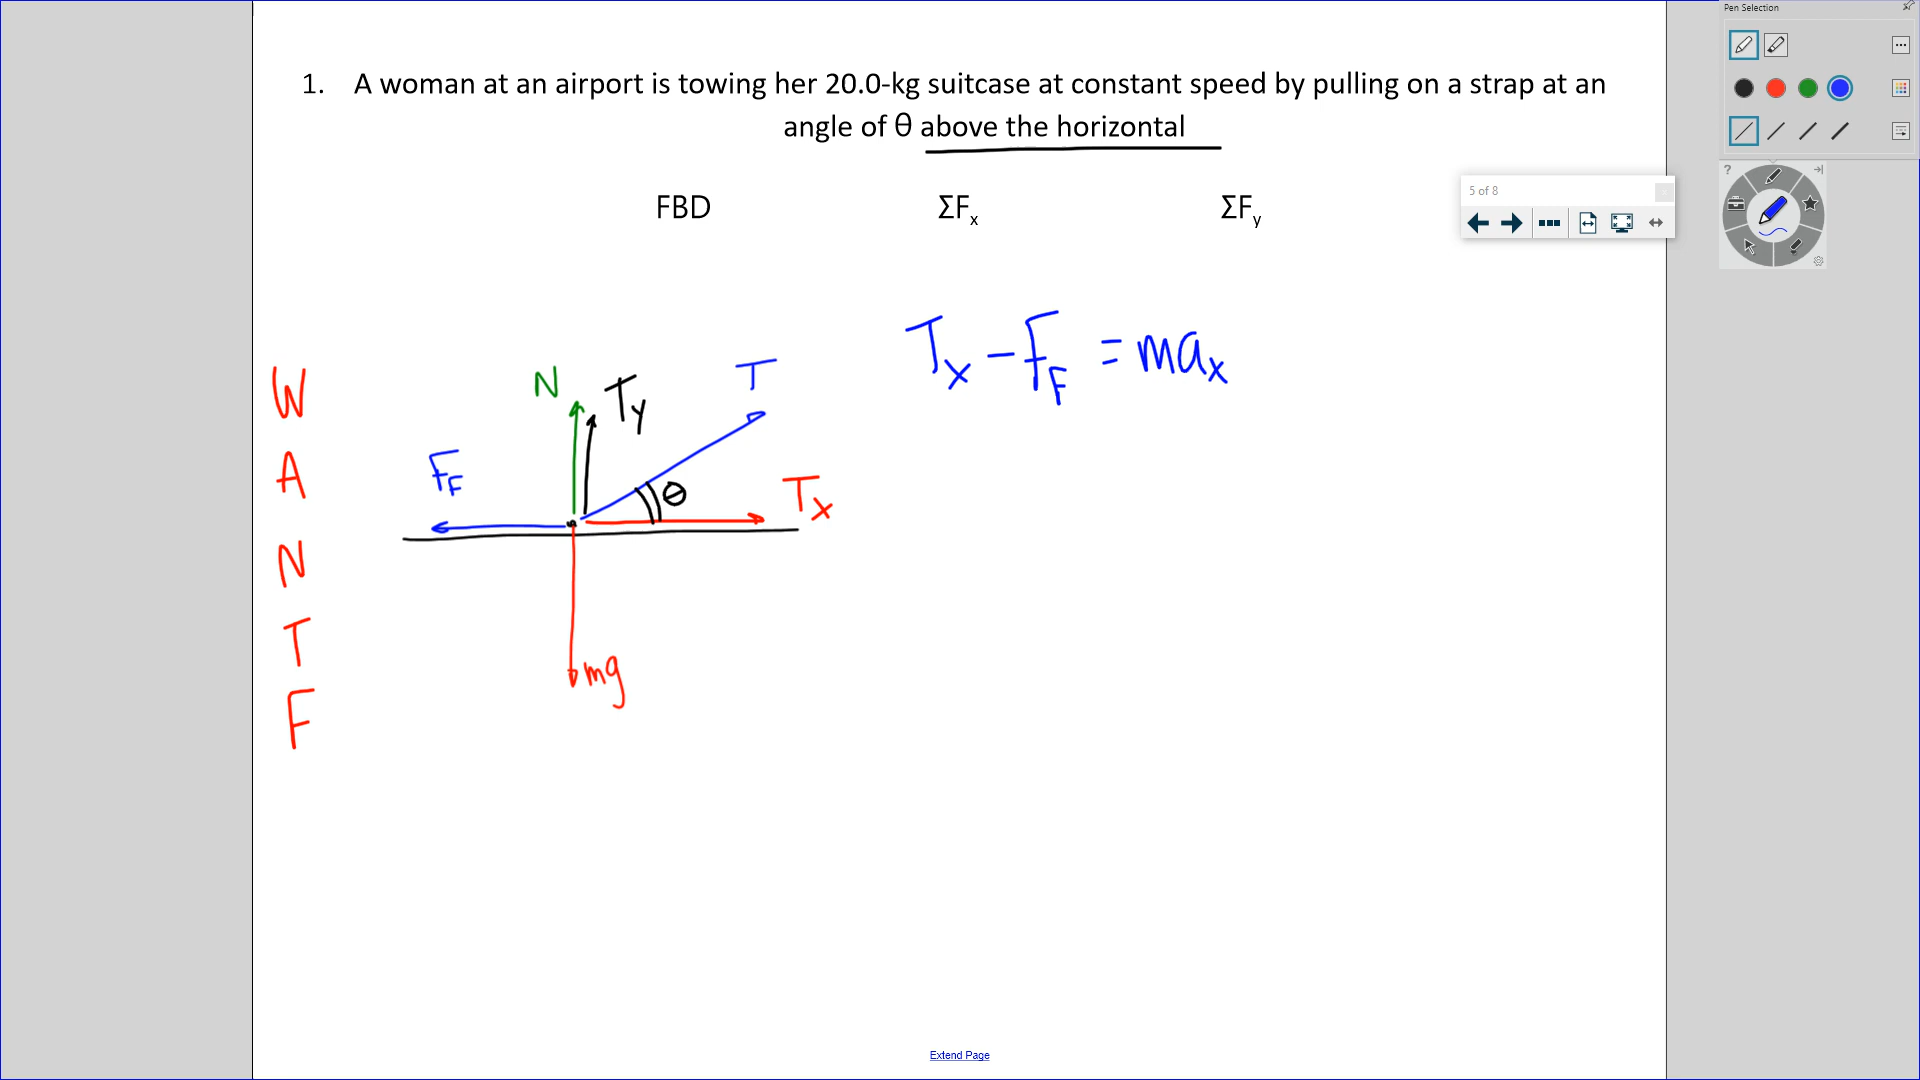 Pen Selection
1. A woman at an airport is towing her 20.0-kg suitcase at constant speed by pulling on a strap at an
angle of θ above the horizontal
5 of 8
FBD ΣFx ΣFy
Tx - FF = max
W
A
N
T
F
N
Ty
T
FF
θ
Tx
mg
Extend Page